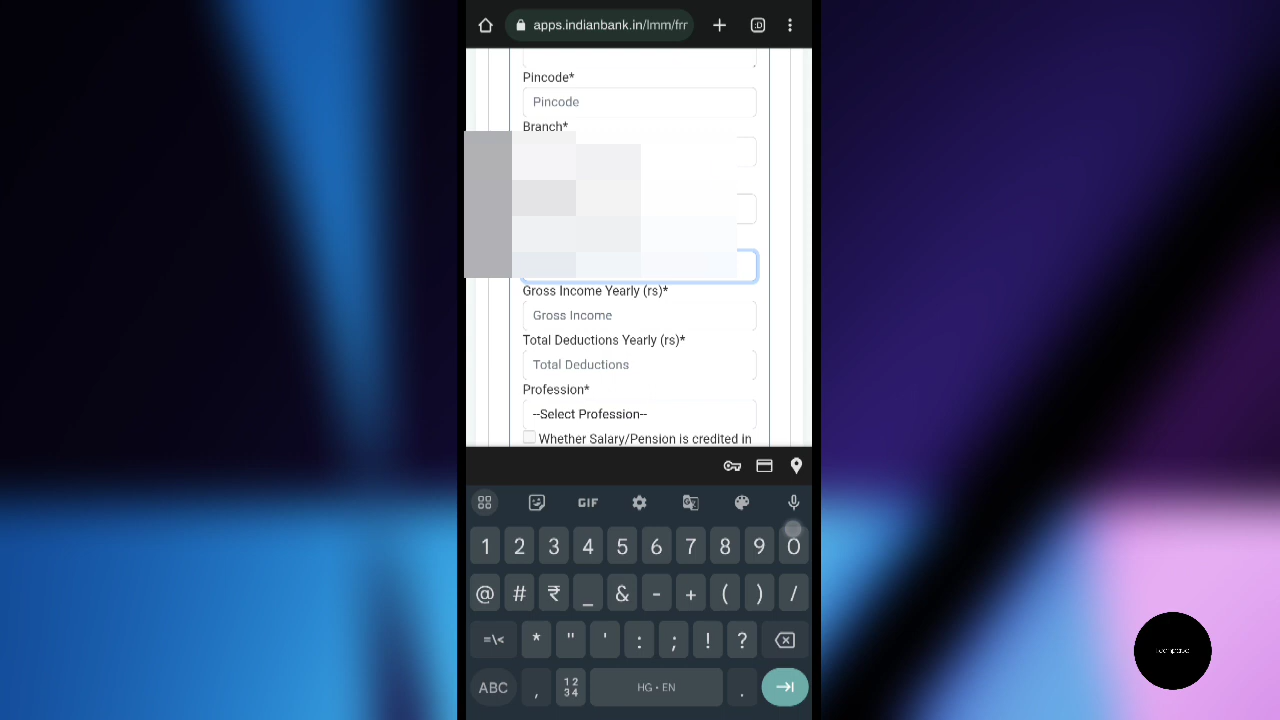 apps.indianbank.in/lmm/frr
:D
Pincode*
Pincode
Branch*
Gross Income Yearly (rs)*
Gross Income
Total Deductions Yearly (rs)*
Total Deductions
Profession*
--Select Profession--
Whether Salary/Pension is credited in
GIF
1 2 3 4 5 6 7 8 9 0
@ # ₹ _ & - + ( ) /
=\< * " ' : ; ! ?
ABC , 12 34 HG • EN .